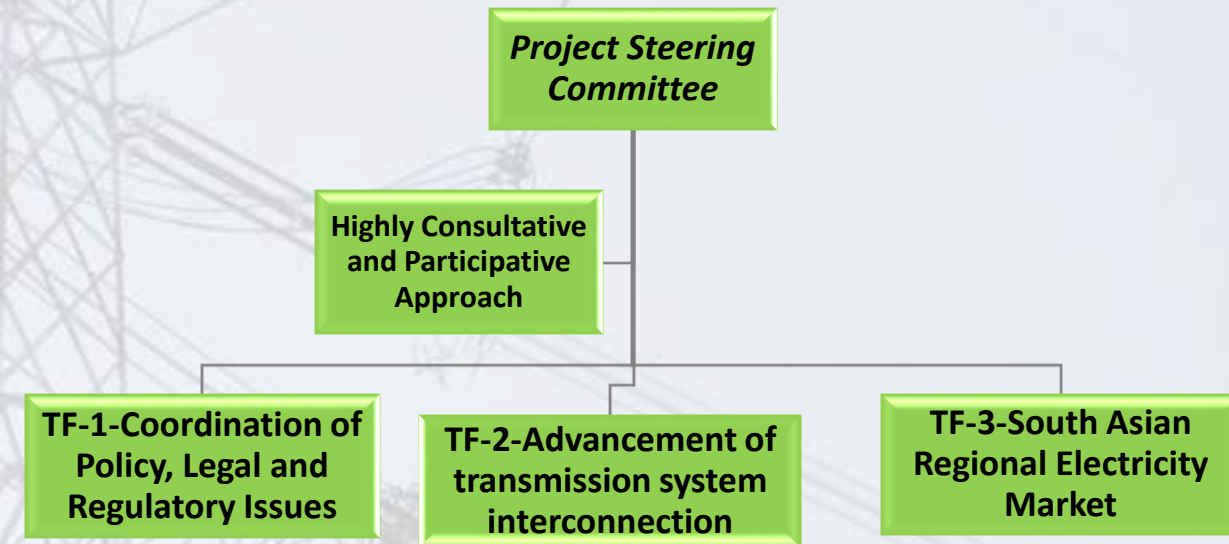 Project Steering
Committee
Highly Consultative
and Participative
Approach
TF-1-Coordination of
Policy, Legal and
Regulatory Issues
TF-2-Advancement of
transmission system
interconnection
TF-3-South Asian
Regional Electricity
Market